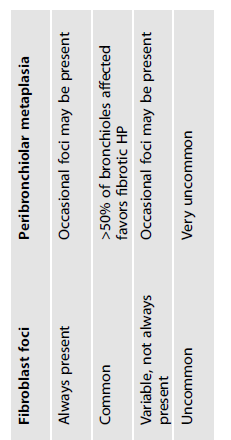 Fibroblast foci Peribronchiolar metaplasia
Always present Occasional foci may be present
Common >50% of bronchioles affected
favors fibrotic HP
Variable, not always Occasional foci may be present
present
Uncommon Very uncommon